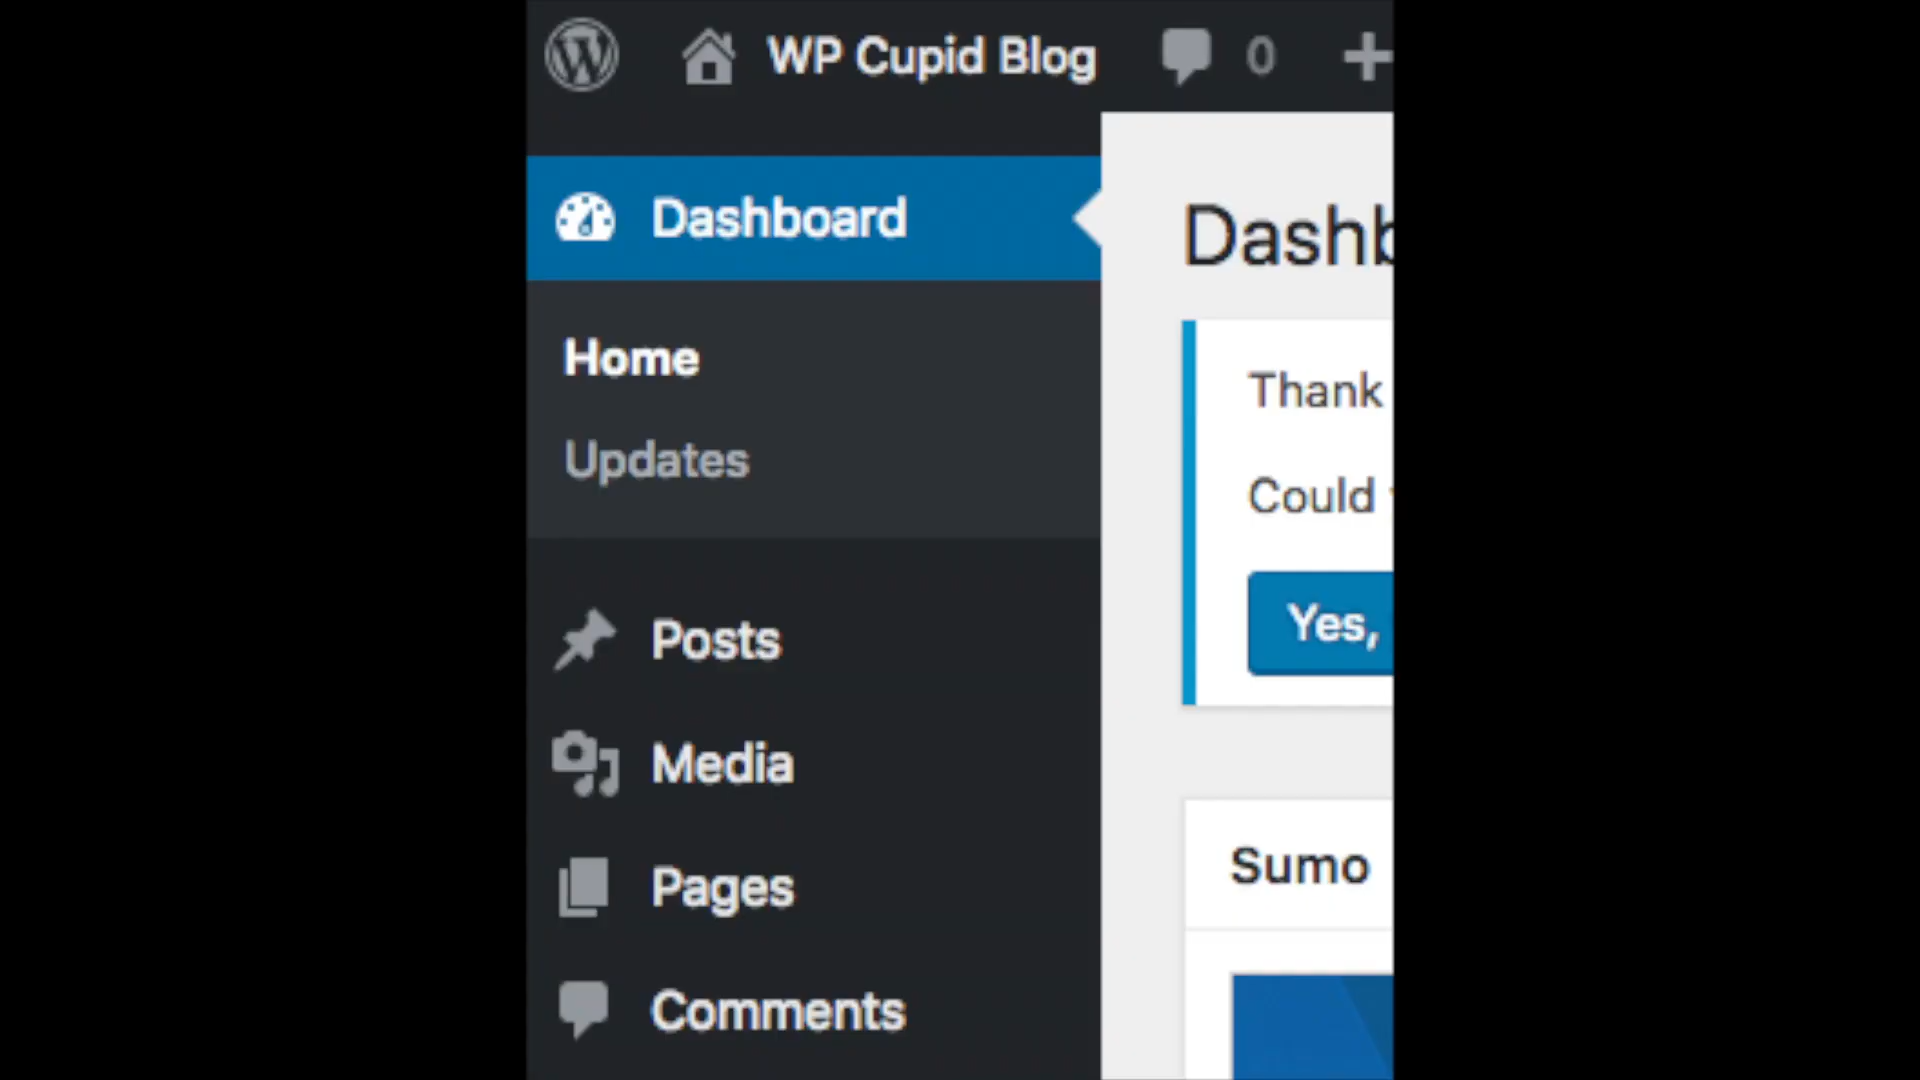 WP Cupid Blog 0
Dashboard
Home
Updates
Posts
Media
Pages
Comments
Dashb
Thank
Could
Yes,
Sumo